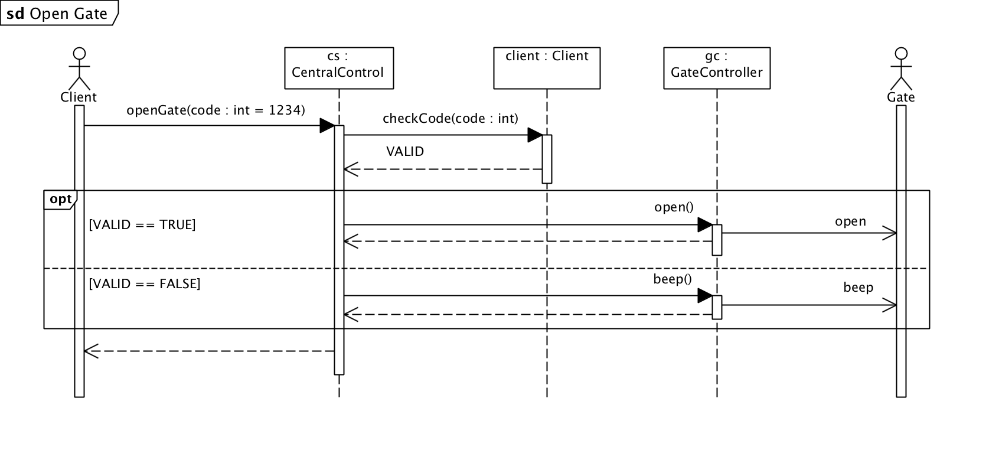 sd Open Gate
cs :
CentralControl
client : Client
gc :
GateController
Client
Gate
openGate(code : int = 1234)
checkCode(code : int)
VALID
opt
open()
[VALID == TRUE]
open
[VALID == FALSE]
beep()
beep